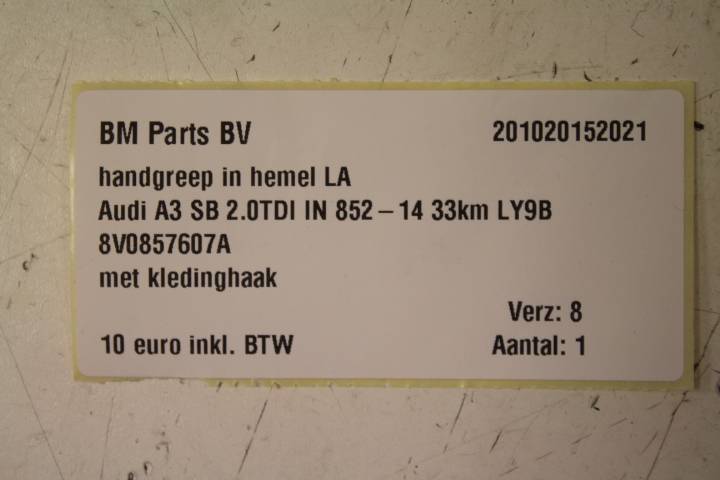 BM Parts BV 201020152021
handgreep in hemel LA
Audi A3 SB 2.0TDI IN 852 – 14 33km LY9B
8V0857607A
met kledinghaak
Verz: 8
10 euro inkl. BTW Aantal: 1